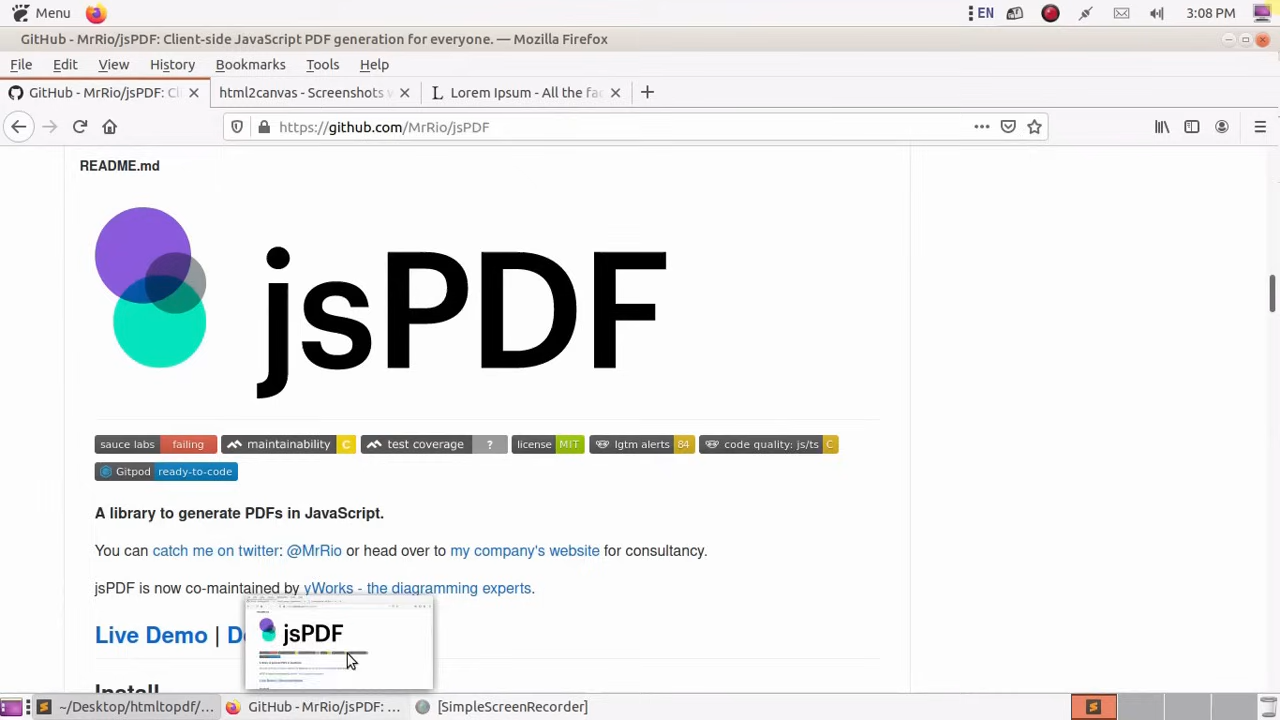 Menu
EN
3:08 PM
GitHub - MrRio/jsPDF: Client-side JavaScript PDF generation for everyone. — Mozilla Firefox
File Edit View History Bookmarks Tools Help
GitHub - MrRio/jsPDF: Cl
html2canvas - Screenshots w
Lorem Ipsum - All the fac
https://github.com/MrRio/jsPDF
README.md
jsPDF
sauce labs failing
maintainability C
test coverage ?
license MIT
lgtm alerts 84
code quality: js/ts C
Gitpod ready-to-code
A library to generate PDFs in JavaScript.
You can catch me on twitter: @MrRio or head over to my company's website for consultancy.
jsPDF is now co-maintained by yWorks - the diagramming experts.
Live Demo | D
jsPDF
Install
~/Desktop/htmltopdf/...
GitHub - MrRio/jsPDF: ...
[SimpleScreenRecorder]